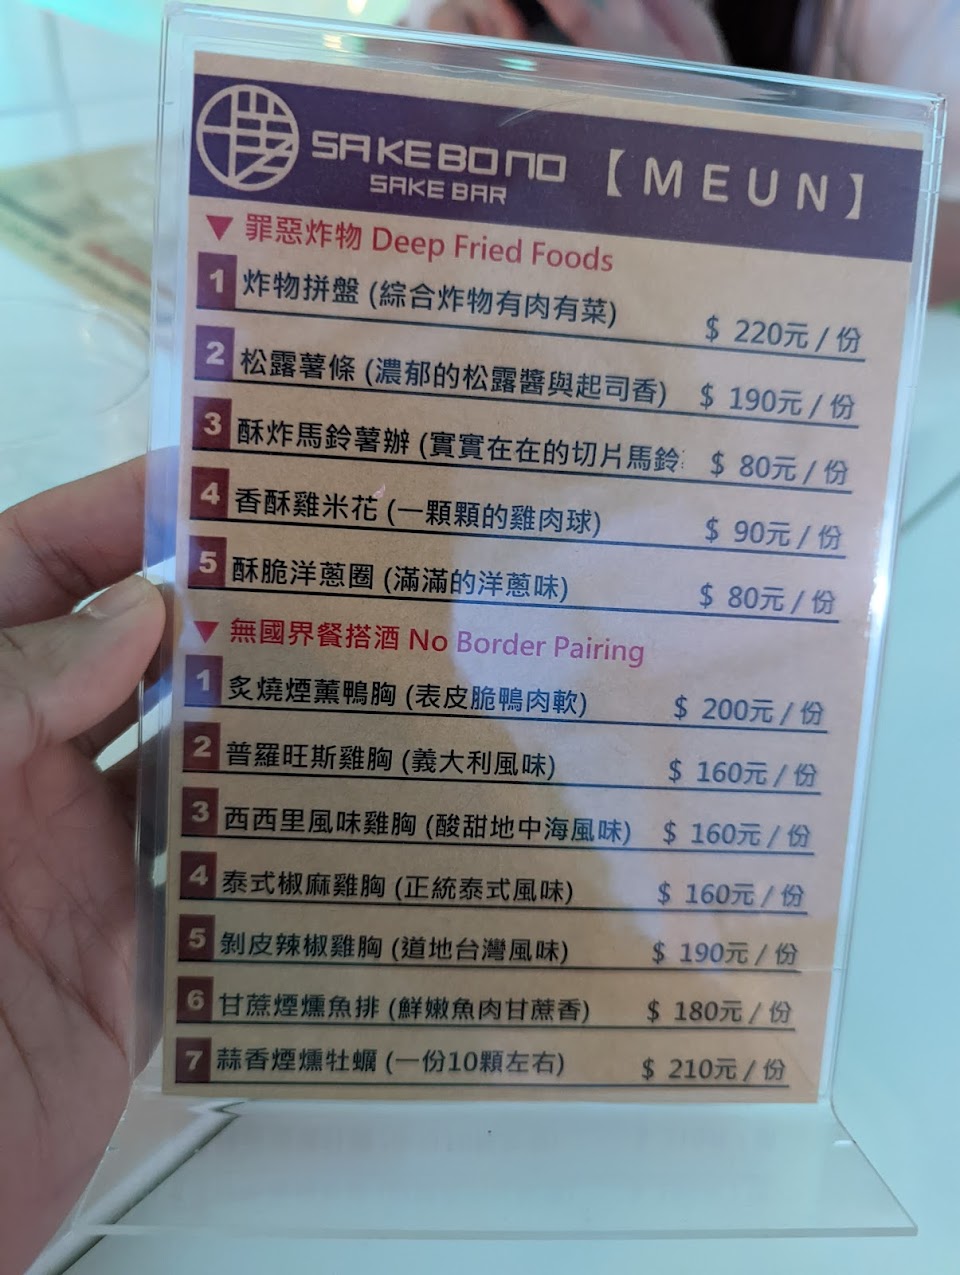 SAKEBONO
SAKE BAR
【MEUN】
▼ 罪惡炸物 Deep Fried Foods
1 炸物拼盤 (綜合炸物有肉有菜) $ 220元 / 份
2 松露薯條 (濃郁的松露醬與起司香) $ 190元 / 份
3 酥炸馬鈴薯辦 (實實在在的切片馬鈴 $ 80元 / 份
4 香酥雞米花 (一顆顆的雞肉球) $ 90元 / 份
5 酥脆洋蔥圈 (滿滿的洋蔥味) $ 80元 / 份
▼ 無國界餐搭酒 No Border Pairing
1 炙燒煙薰鴨胸 (表皮脆鴨肉軟) $ 200元 / 份
2 普羅旺斯雞胸 (義大利風味) $ 160元 / 份
3 西西里風味雞胸 (酸甜地中海風味) $ 160元 / 份
4 泰式椒麻雞胸 (正統泰式風味) $ 160元 / 份
5 剝皮辣椒雞胸 (道地台灣風味) $ 190元 / 份
6 甘蔗煙燻魚排 (鮮嫩魚肉甘蔗香) $ 180元 / 份
7 蒜香煙燻牡蠣 (一份10顆左右) $ 210元 / 份